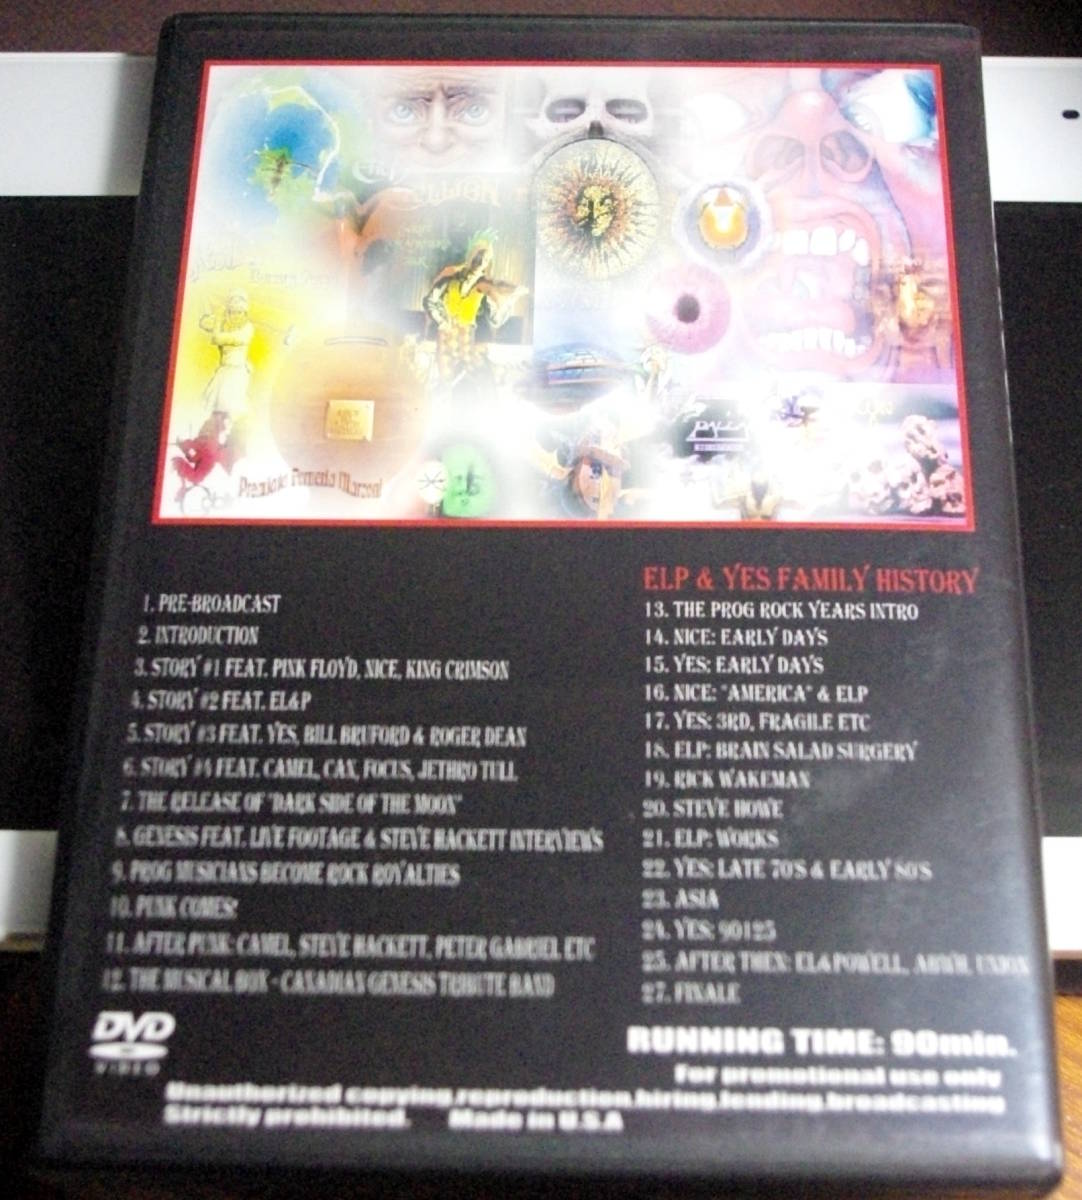 Premiata Forneria Marconi
1. PRE-BROADCAST
2. INTRODUCTION
3. STORY #1 FEAT. PINK FLOYD, NICE, KING CRIMSON
4. STORY #2 FEAT. EL&P
5. STORY #3 FEAT. YES, BILL BRUFORD & ROGER DEAN
6. STORY #4 FEAT. CAMEL, CAN, FOCUS, JETHRO TULL
7. THE RELEASE OF "DARK SIDE OF THE MOON"
8. GENESIS FEAT. LIVE FOOTAGE & STEVE HACKETT INTERVIEWS
9. PROG MUSICIANS BECOME ROCK ROYALTIES
10. PUNK COMES!
11. AFTER PUNK: CAMEL, STEVE HACKETT, PETER GABRIEL ETC
12. THE MUSICAL BOX - CANADIAN GENESIS TRIBUTE BAND
ELP & YES FAMILY HISTORY
13. THE PROG ROCK YEARS INTRO
14. NICE: EARLY DAYS
15. YES: EARLY DAYS
16. NICE: "AMERICA" & ELP
17. YES: 3RD, FRAGILE ETC
18. ELP: BRAIN SALAD SURGERY
19. RICK WAKEMAN
20. STEVE HOWE
21. ELP: WORKS
22. YES: LATE 70'S & EARLY 80'S
23. ASIA
24. YES: 90125
25. AFTER THEN: EL&POWELL, ABWH, UNION
27. FINALE
DVD
VIDEO
RUNNING TIME: 90min.
For promotional use only
Unauthorized copying,reproduction,hiring,lending,broadcasting
Strictly prohibited. Made in U.S.A